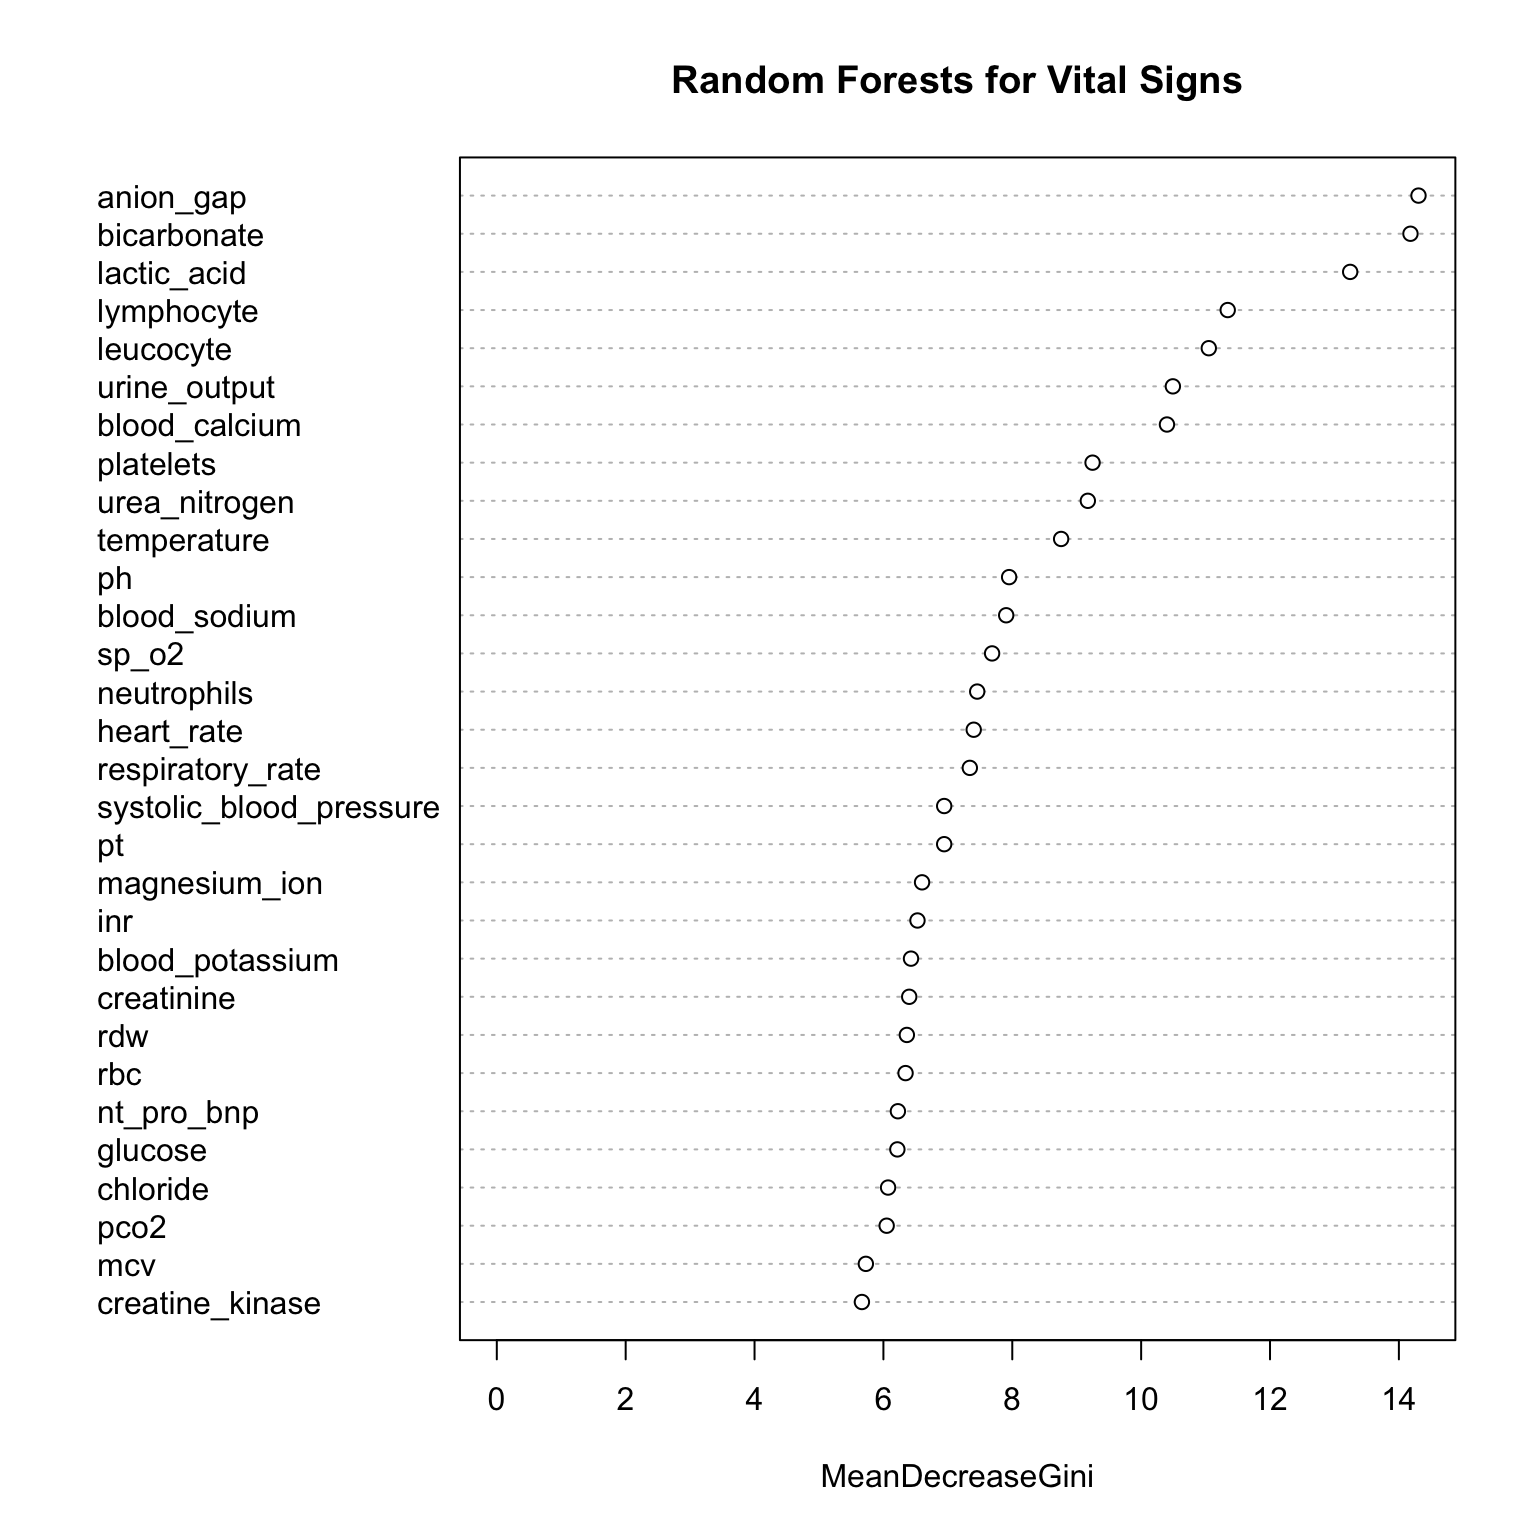 Random Forests for Vital Signs
anion_gap
bicarbonate
lactic_acid
lymphocyte
leucocyte
urine_output
blood_calcium
platelets
urea_nitrogen
temperature
ph
blood_sodium
sp_o2
neutrophils
heart_rate
respiratory_rate
systolic_blood_pressure
pt
magnesium_ion
inr
blood_potassium
creatinine
rdw
rbc
nt_pro_bnp
glucose
chloride
pco2
mcv
creatine_kinase
0 2 4 6 8 10 12 14
MeanDecreaseGini